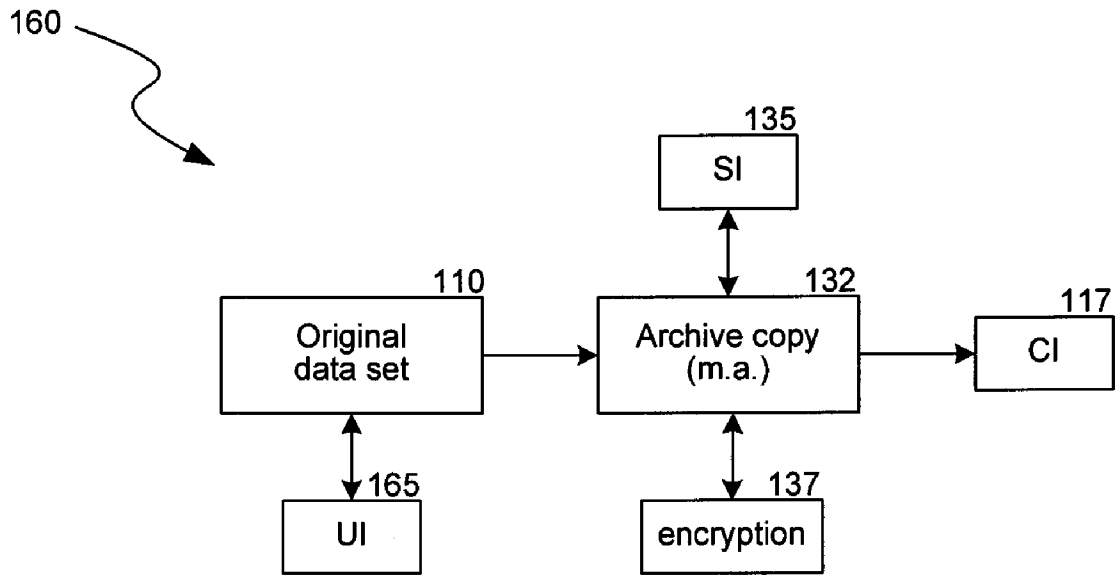 160
135
SI
110
Original
data set
132
Archive copy
(m.a.)
117
CI
165
UI
137
encryption